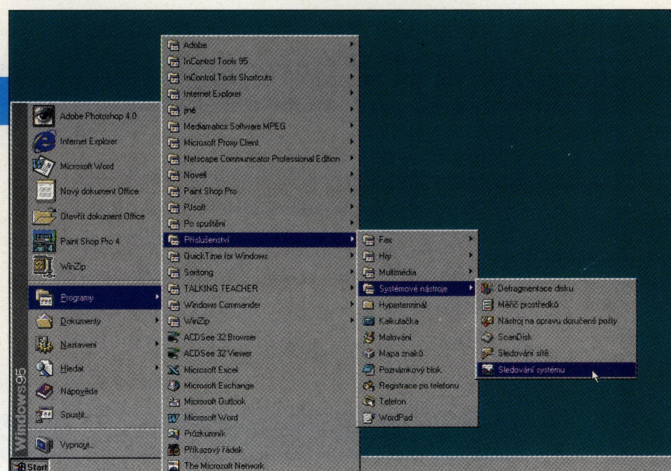 Adobe Photoshop 4.0
Internet Explorer
Microsoft Word
Nový dokument Office
Otevřít dokument Office
Paint Shop Pro 4
WinZip
Programy
Dokumenty
Nastavení
Hledat
Nápověda
Spustit...
Vypnout...
Windows95
Start
Adobe
InControl Tools 95
InControl Tools Shortcuts
Internet Explorer
jiné
Mediamatics Software MPEG
Microsoft Proxy Client
Netscape Communicator Professional Edition
Novell
Paint Shop Pro
PJsoft
Po spuštění
Příslušenství
QuickTime for Windows
Soritong
TALKING TEACHER
Windows Commander
WinZip
ACDSee 32 Browser
ACDSee 32 Viewer
Microsoft Excel
Microsoft Exchange
Microsoft Outlook
Microsoft Word
Průzkumník
Příkazový řádek
The Microsoft Network
Fax
Hry
Multimédia
Systémové nástroje
Hyperterminál
Kalkulačka
Malování
Mapa znaků
Poznámkový blok
Registrace po telefonu
Telefon
WordPad
Defragmentace disku
Měřič prostředků
Nástroj na opravu doručené pošty
ScanDisk
Sledování sítě
Sledování systému